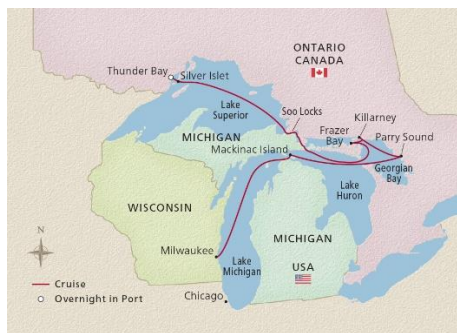 ONTARIO
CANADA
Thunder Bay
Silver Islet
Lake
Superior
Soo Locks
Killarney
Frazer
Bay
Parry Sound
MICHIGAN
Mackinac Island
Georgian
Bay
Lake
Huron
WISCONSIN
MICHIGAN
Milwaukee
Lake
Michigan
USA
N
Cruise
Overnight in Port
Chicago